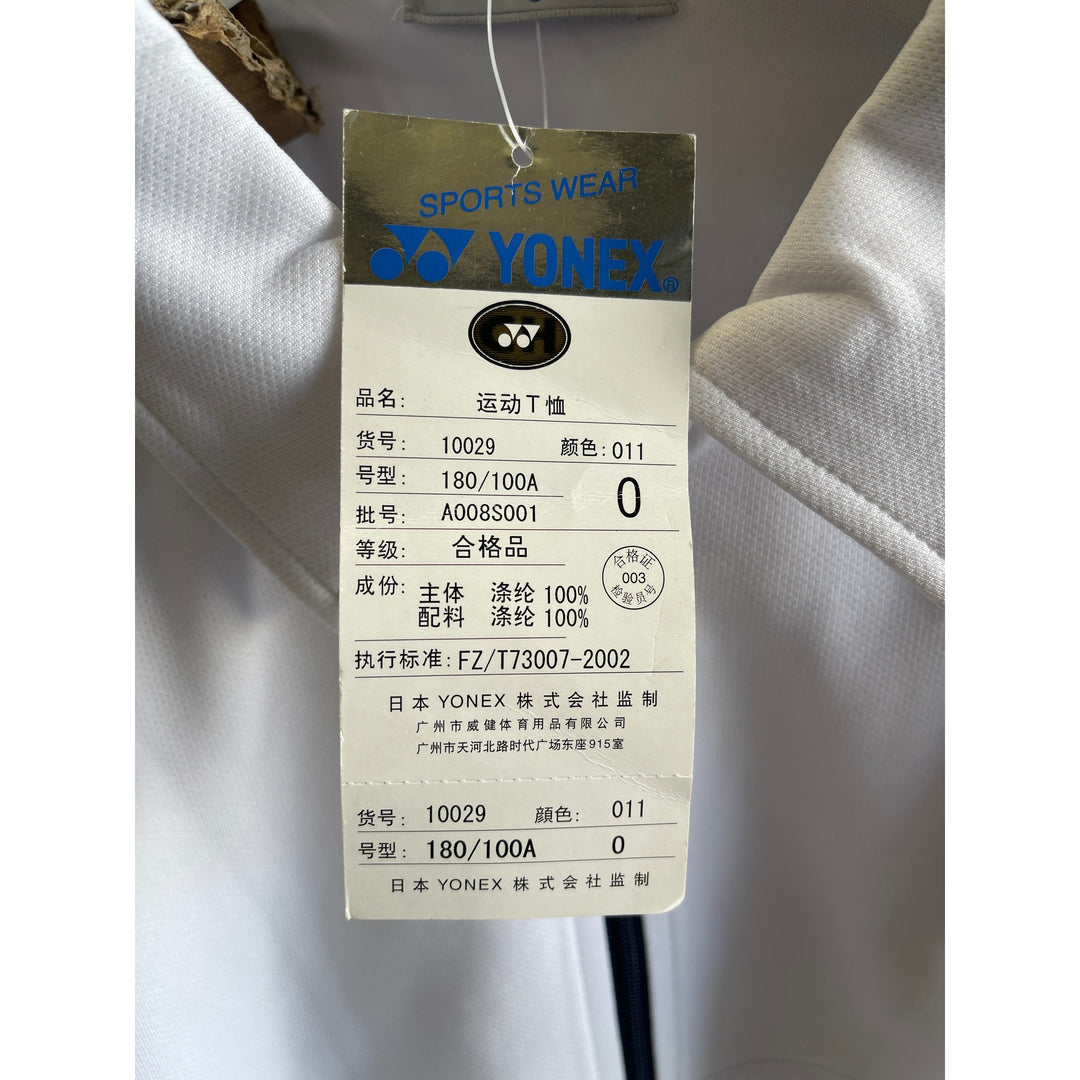 SPORTS WEAR
YONEX®
品名: 运动T恤
货号: 10029 颜色: 011
号型: 180/100A O
批号: A008S001
等级: 合格品
合格证
003
检验员号
成份: 主体 涤纶 100%
配料 涤纶 100%
执行标准: FZ/T73007-2002
日本 YONEX 株式会社监制
广州市威健体育用品有限公司
广州市天河北路时代广场东座915室
货号: 10029 顔色: 011
号型: 180/100A O
日本 YONEX 株式会社监制